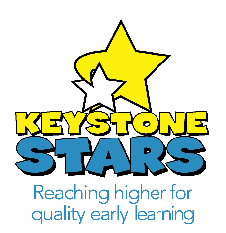 KEYSTONE
STARS
Reaching higher for
quality early learning